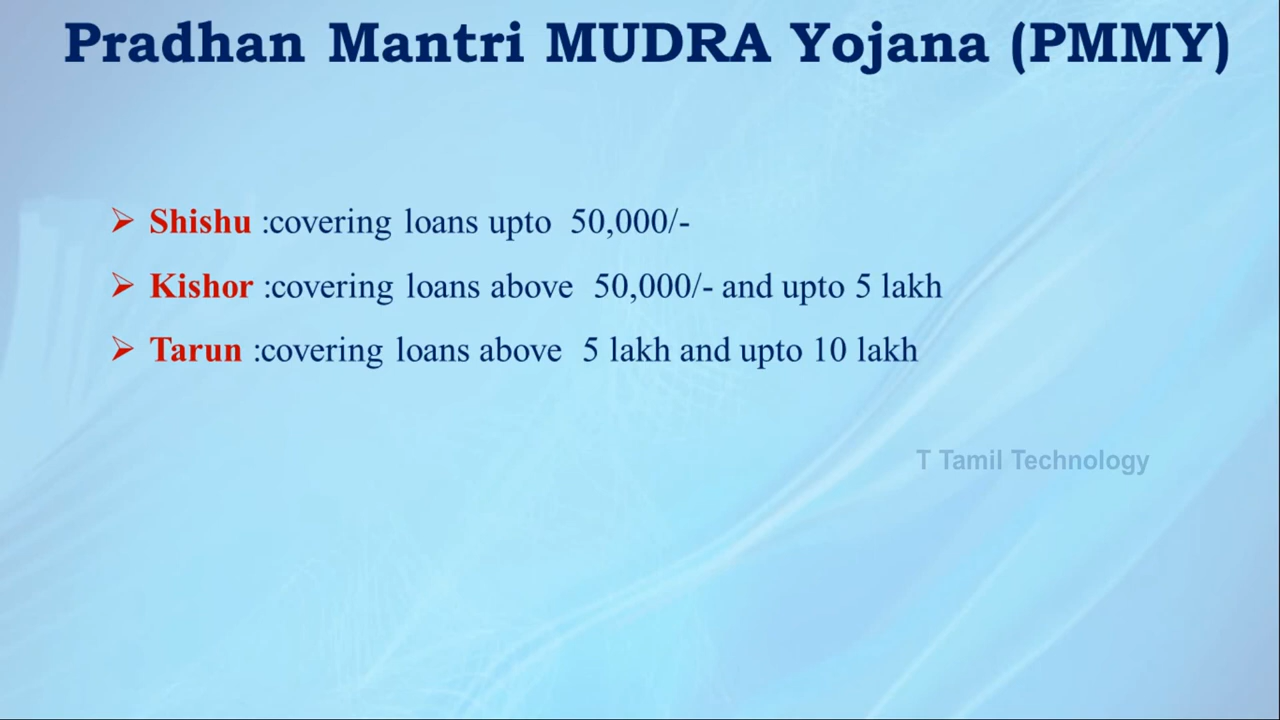 Pradhan Mantri MUDRA Yojana (PMMY)
Shishu :covering loans upto 50,000/-
Kishor :covering loans above 50,000/- and upto 5 lakh
Tarun :covering loans above 5 lakh and upto 10 lakh
T Tamil Technology